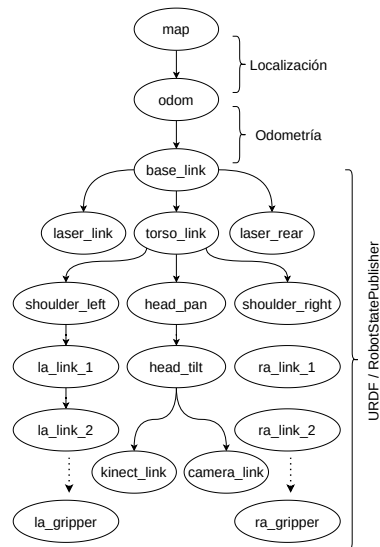 map
Localización
odom
Odometría
base_link
laser_link
torso_link
laser_rear
shoulder_left
head_pan
shoulder_right
la_link_1
head_tilt
ra_link_1
la_link_2
ra_link_2
kinect_link
camera_link
la_gripper
ra_gripper
URDF / RobotStatePublisher